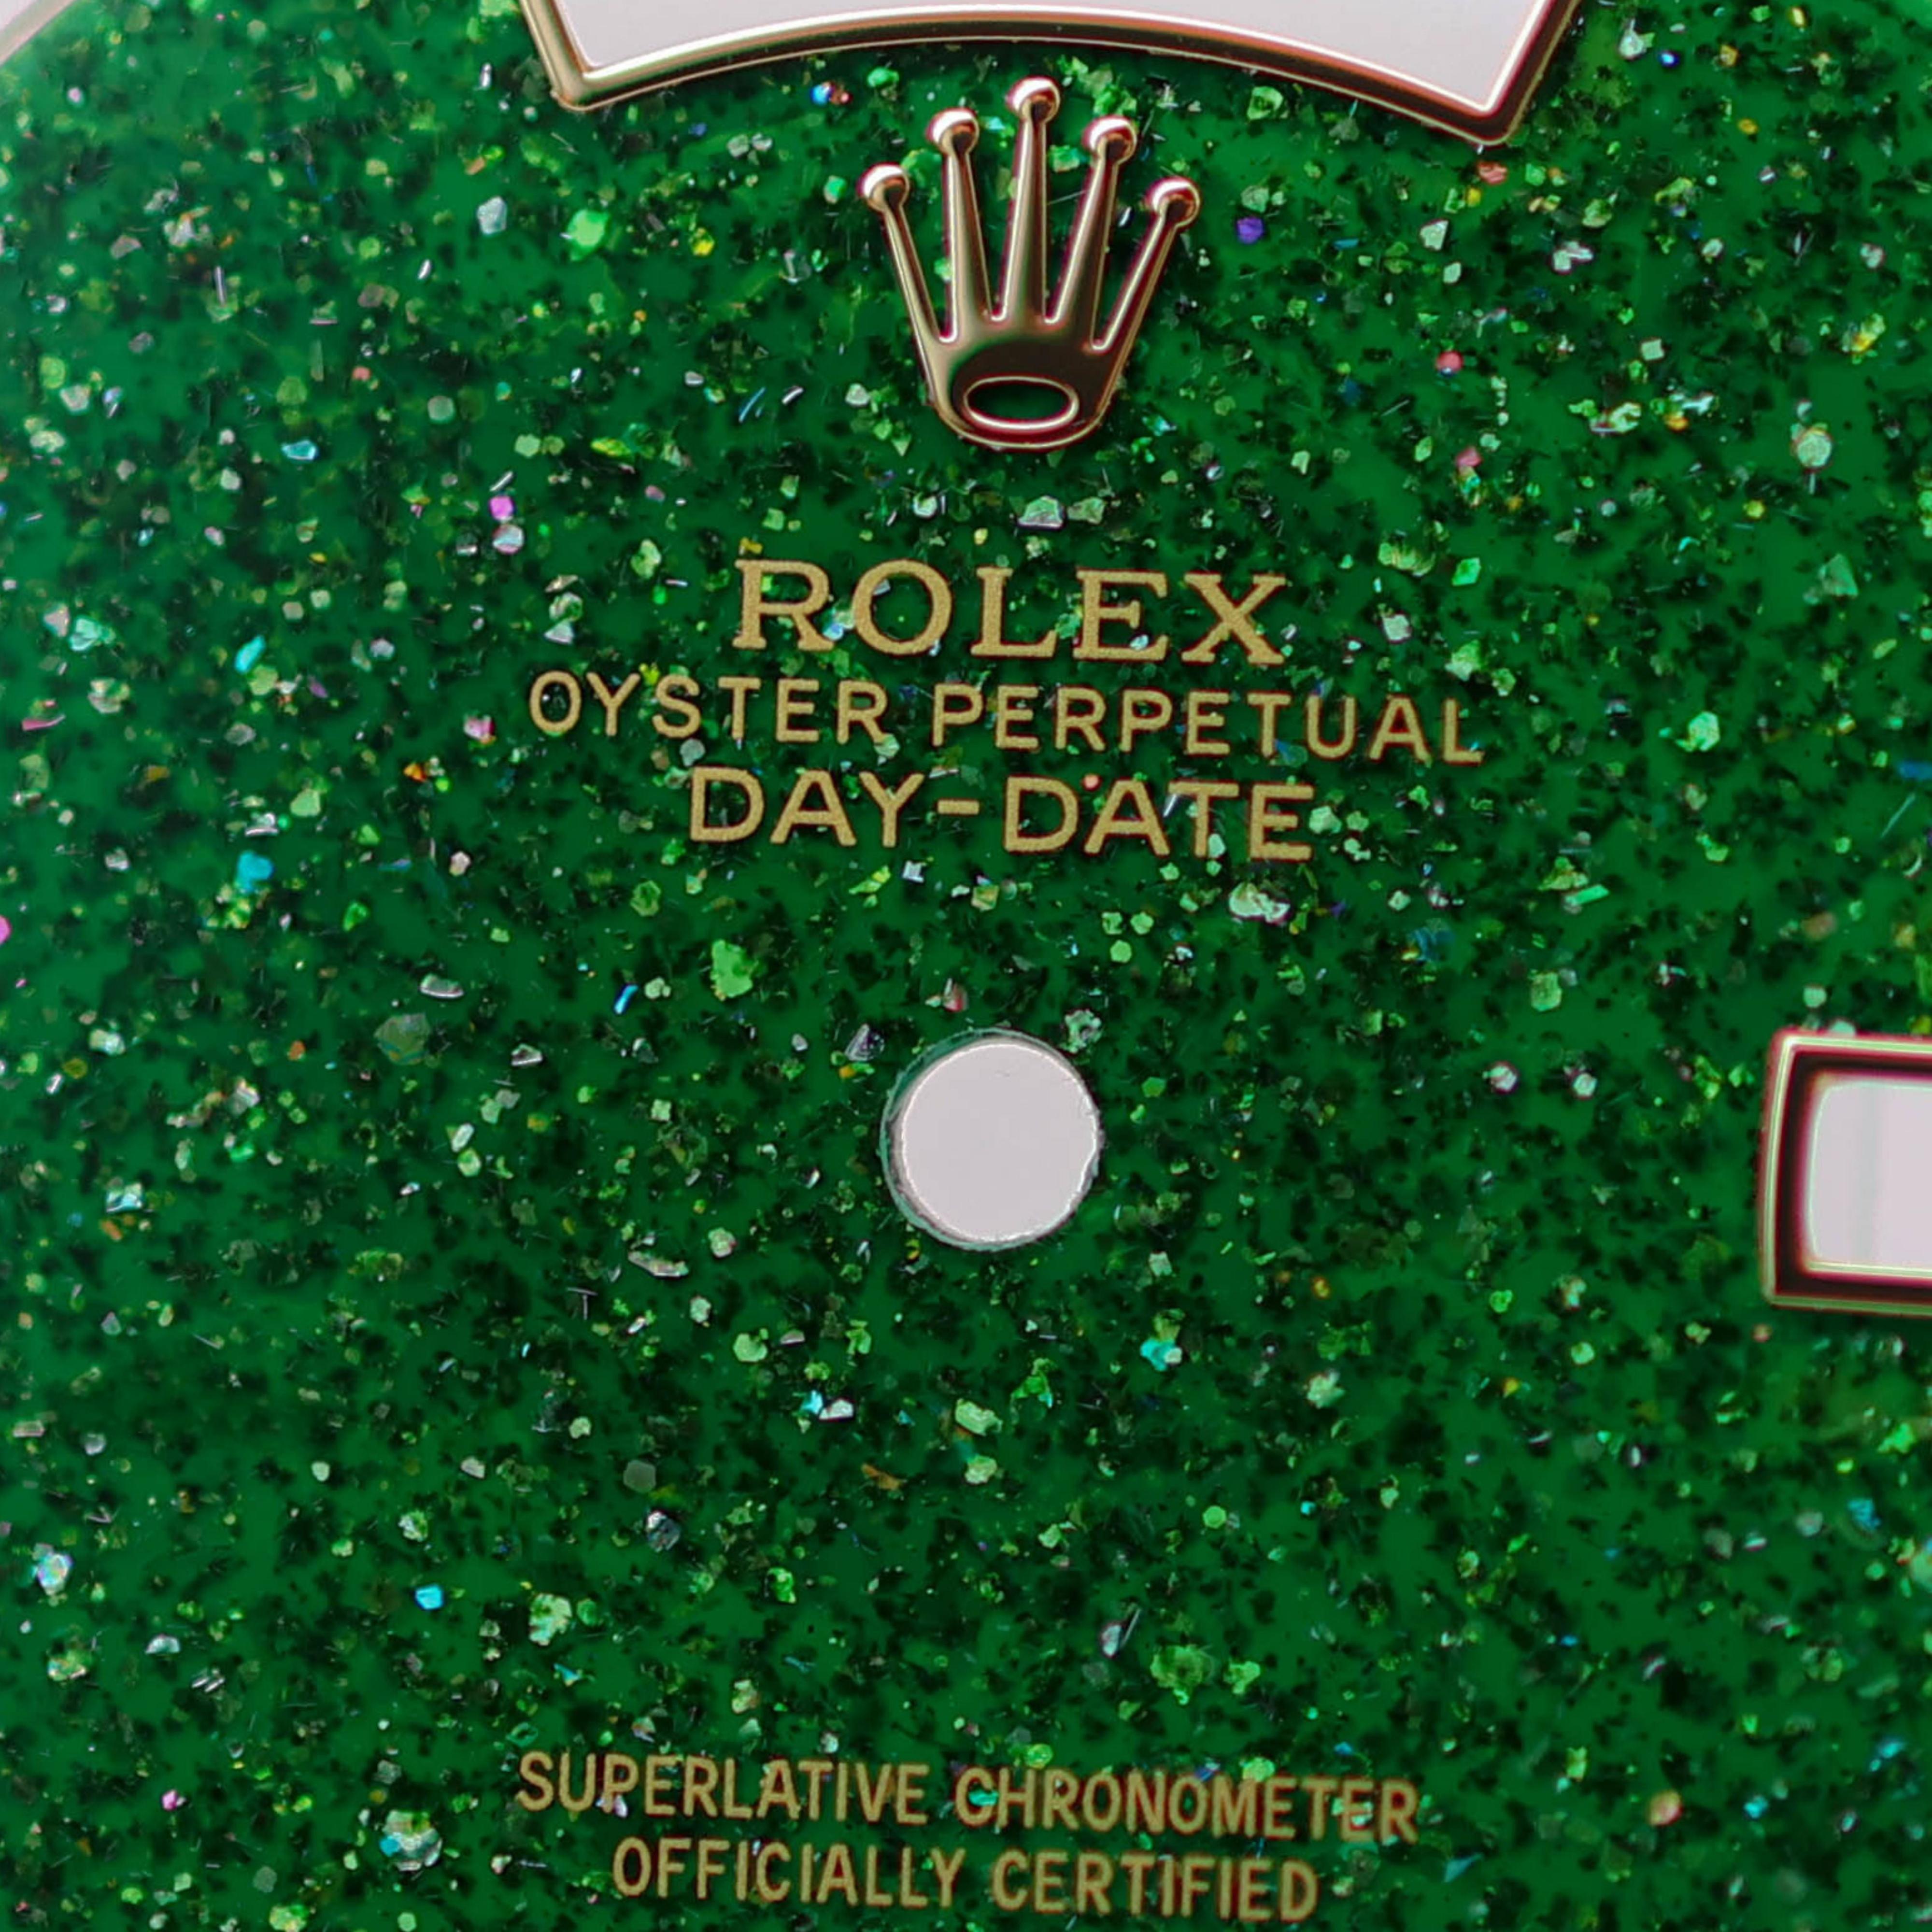 ROLEX
OYSTER PERPETUAL
DAY-DATE
SUPERLATIVE CHRONOMETER
OFFICIALLY CERTIFIED